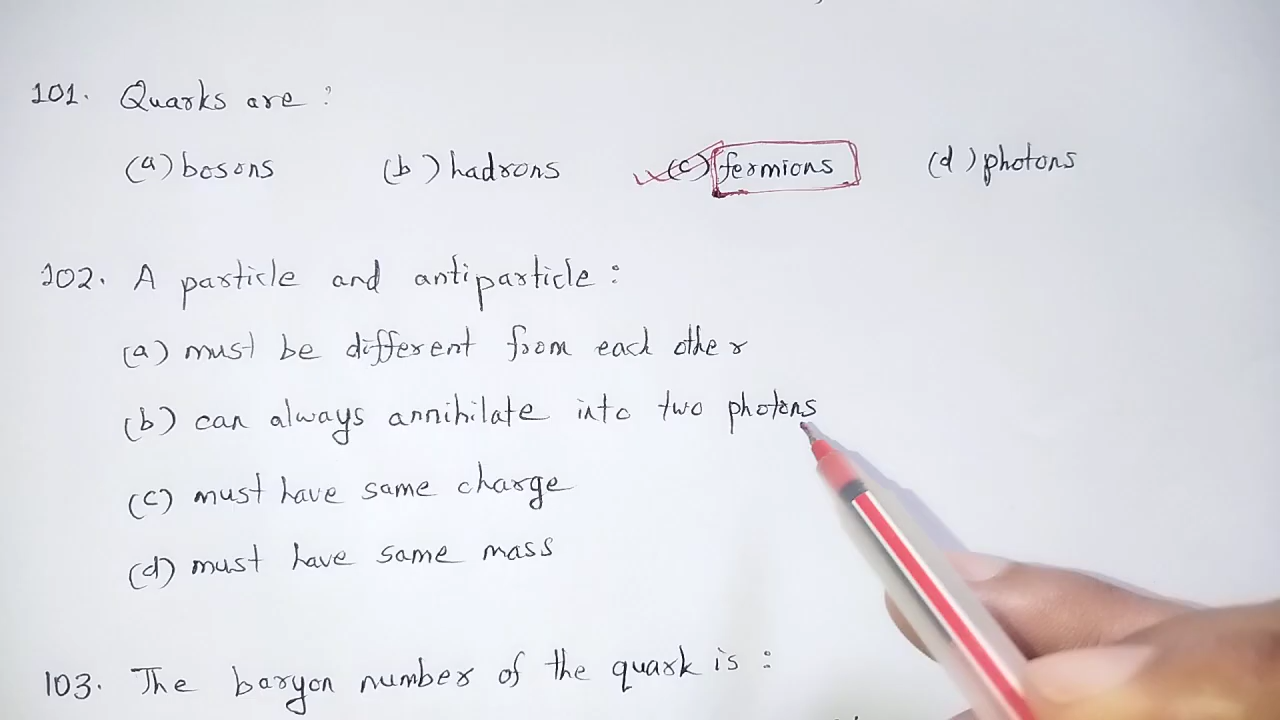 101. Quarks are ?
(a) bosons (b) hadrons (c) fermions (d) photons
102. A particle and antiparticle :
(a) must be different from each other
(b) can always annihilate into two photons
(c) must have same charge
(d) must have same mass
103. The baryon number of the quark is :